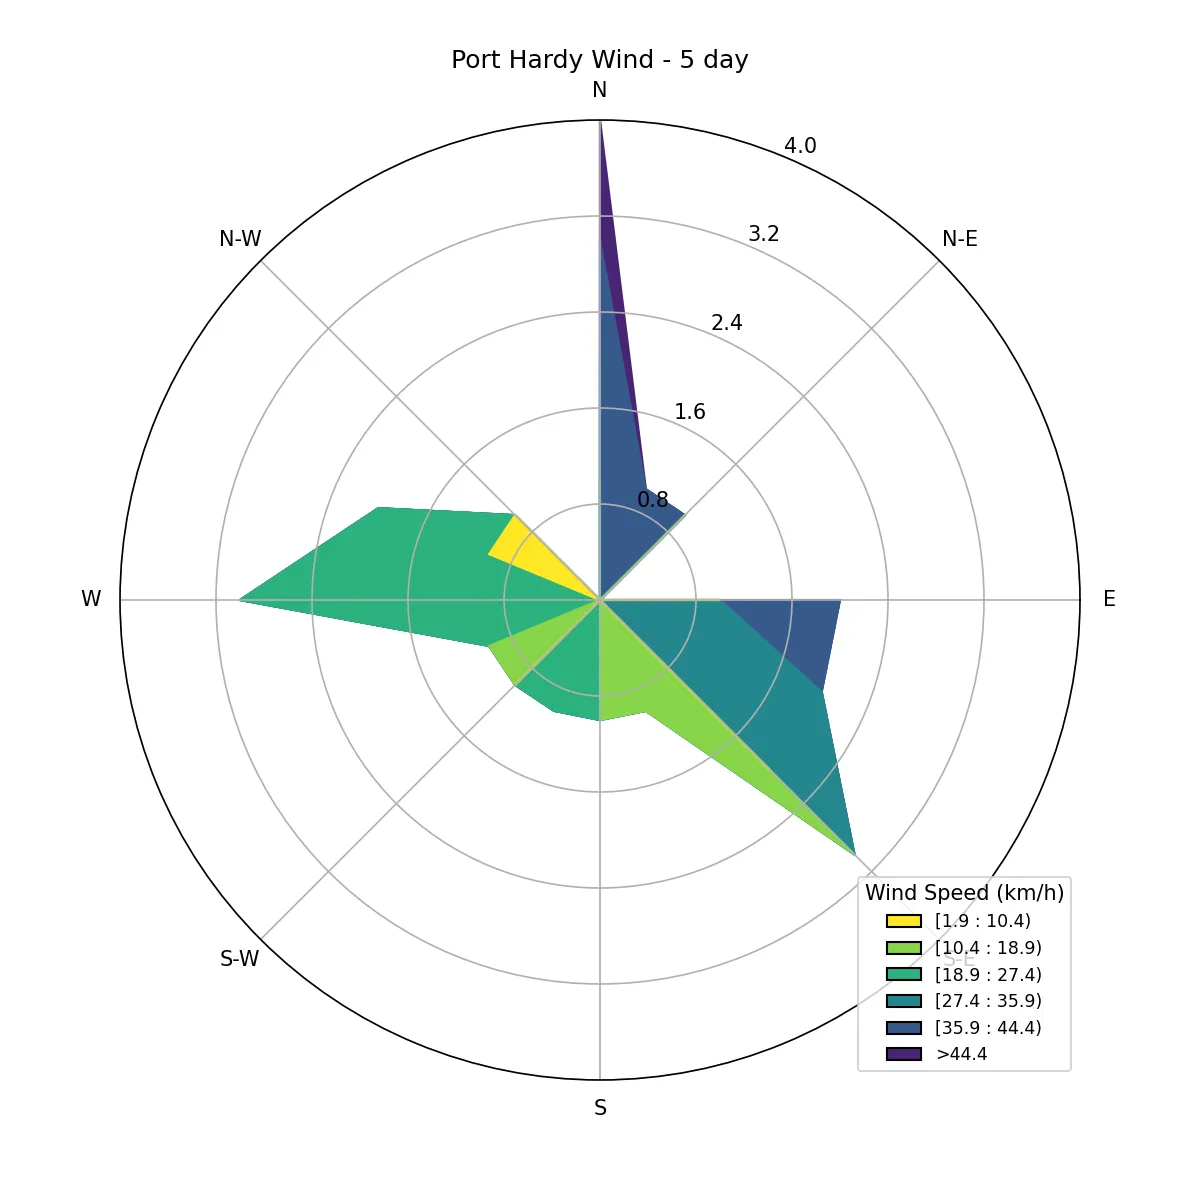 Port Hardy Wind - 5 day
N
4.0
N-W
3.2
N-E
2.4
1.6
0.8
W
E
Wind Speed (km/h)
[1.9 : 10.4)
[10.4 : 18.9)
S-W
S-E
[18.9 : 27.4)
[27.4 : 35.9)
[35.9 : 44.4)
>44.4
S